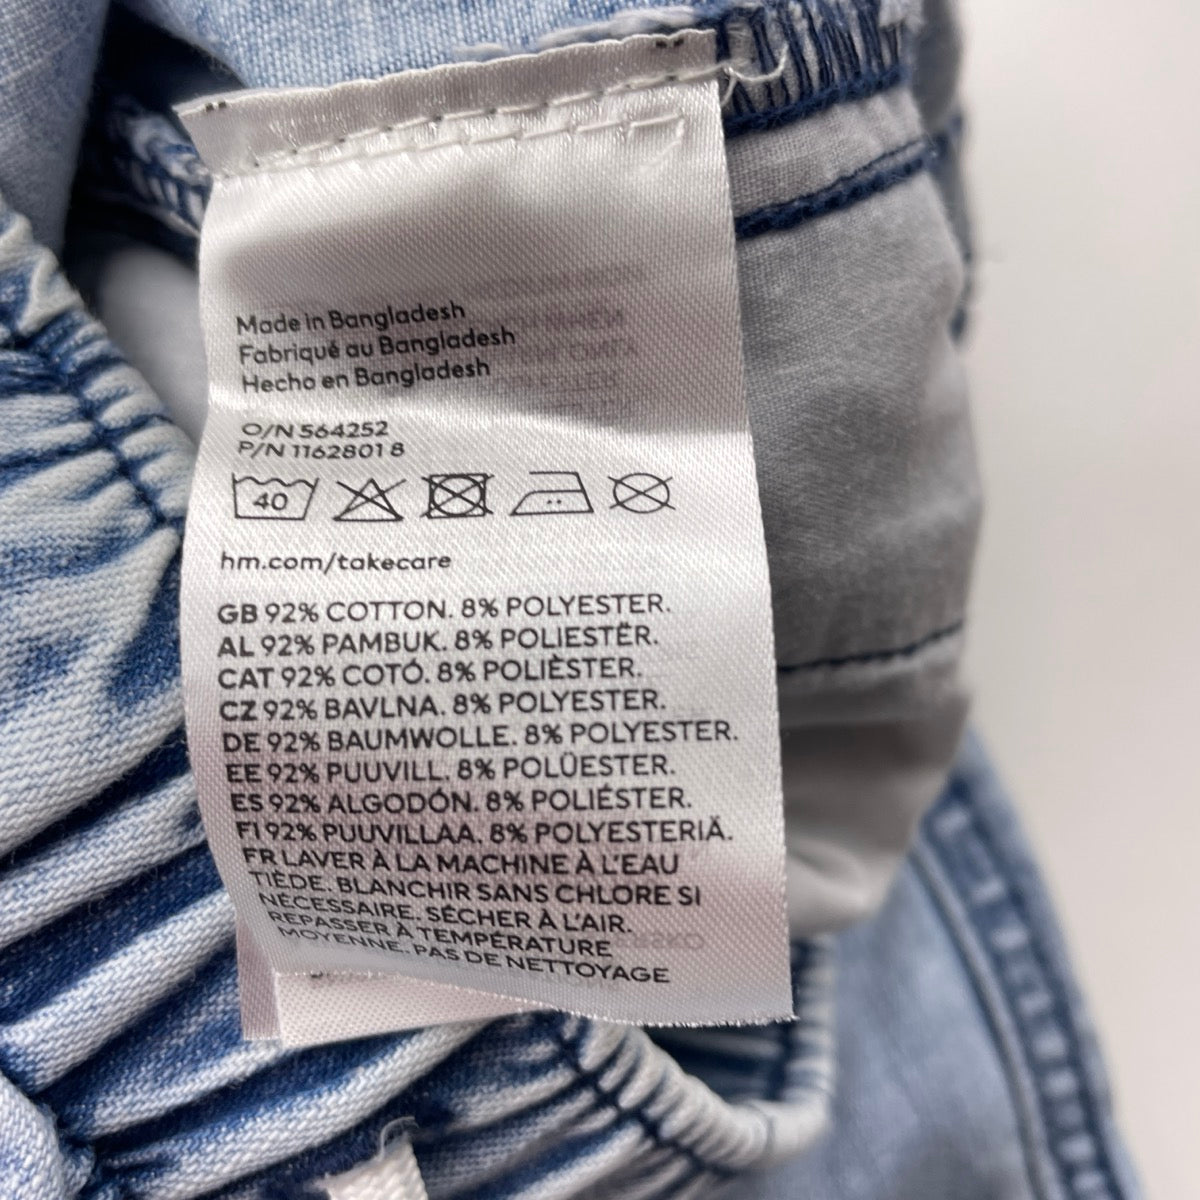 Made in Bangladesh
Fabriqué au Bangladesh
Hecho en Bangladesh
O/N 564252
P/N 1162801 8
40
hm.com/takecare
GB 92% COTTON. 8% POLYESTER.
AL 92% PAMBUK. 8% POLIESTËR.
CAT 92% COTÓ. 8% POLIÈSTER.
CZ 92% BAVLNA. 8% POLYESTER.
DE 92% BAUMWOLLE. 8% POLYESTER.
EE 92% PUUVILL. 8% POLÜESTER.
ES 92% ALGODÓN. 8% POLIÉSTER.
FI 92% PUUVILLAA. 8% POLYESTERIÄ.
FR LAVER À LA MACHINE À L'EAU
TIÈDE. BLANCHIR SANS CHLORE SI
NÉCESSAIRE. SÉCHER À L'AIR.
REPASSER À TEMPÉRATURE
MOYENNE. PAS DE NETTOYAGE